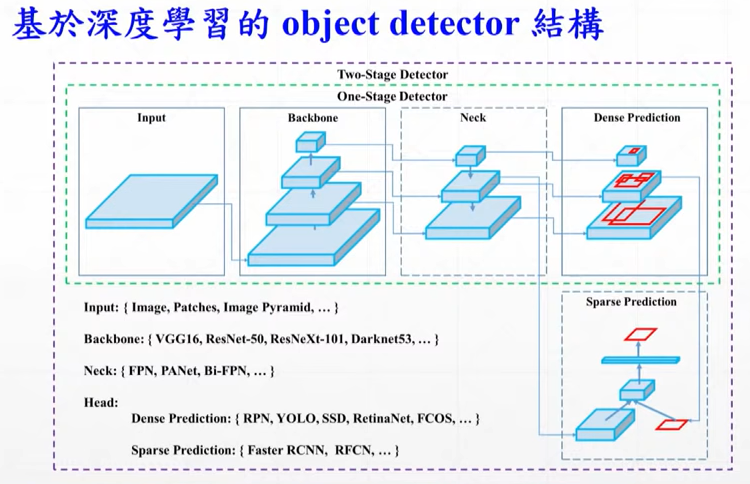 基於深度學習的 object detector 結構
Two-Stage Detector
One-Stage Detector
Input
Backbone
Neck
Dense Prediction
Sparse Prediction
Input: { Image, Patches, Image Pyramid, … }
Backbone: { VGG16, ResNet-50, ResNeXt-101, Darknet53, … }
Neck: { FPN, PANet, Bi-FPN, … }
Head:
Dense Prediction: { RPN, YOLO, SSD, RetinaNet, FCOS, … }
Sparse Prediction: { Faster RCNN, RFCN, … }